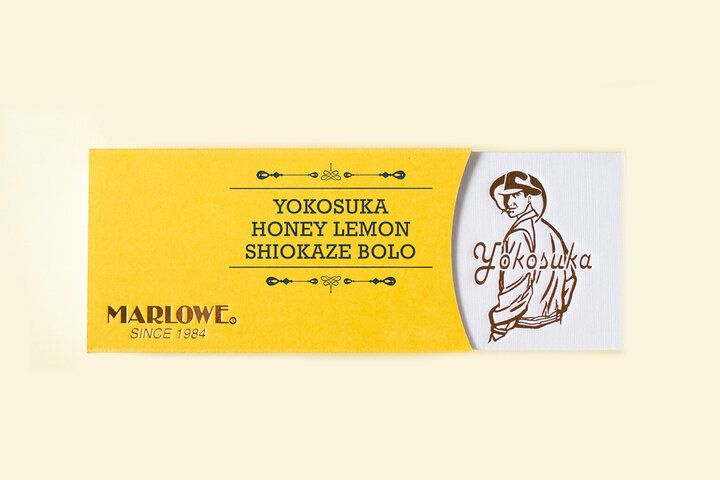 YOKOSUKA
HONEY LEMON
SHIOKAZE BOLO
MARLOWE®
SINCE 1984
Yokosuka